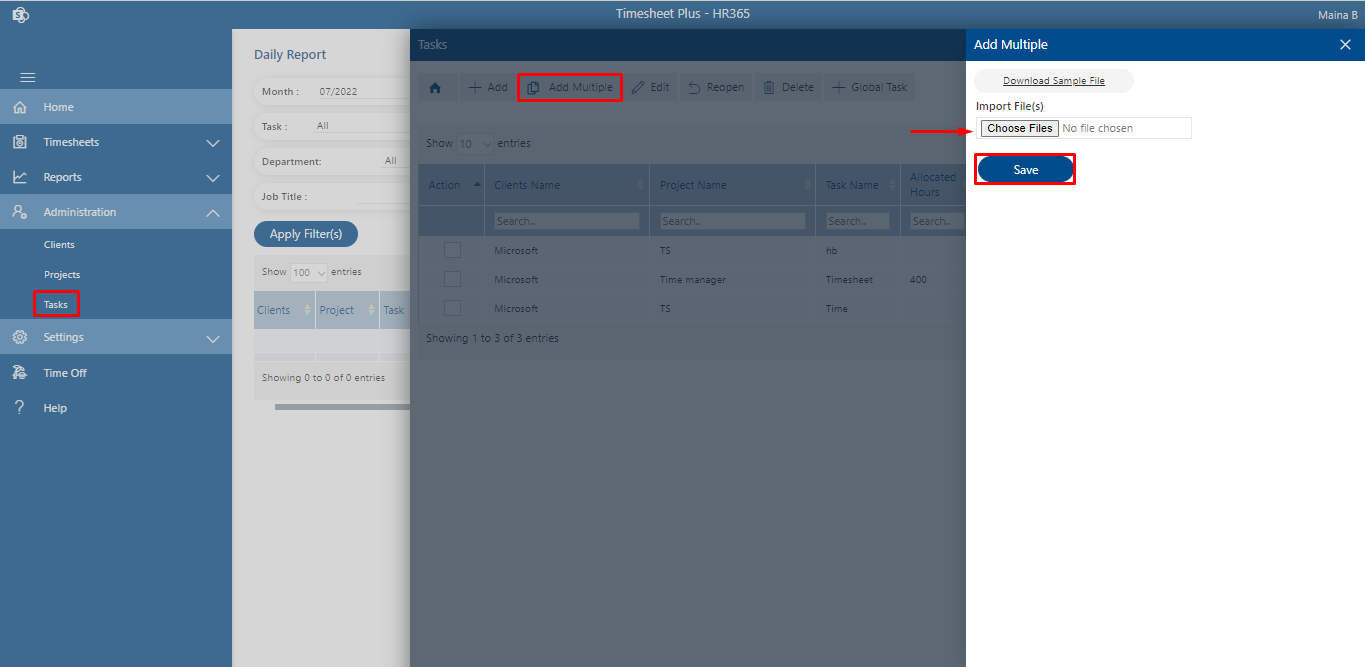 Timesheet Plus - HR365
Maina B
Home
Timesheets
Reports
Administration
Clients
Projects
Tasks
Settings
Time Off
Help
Daily Report
Month : 07/2022
Task : All
Department: All
Job Title :
Apply Filter(s)
Show 100 entries
Clients Project Task
Showing 0 to 0 of 0 entries
Tasks
Add Add Multiple Edit Reopen Delete Global Task
Show 10 entries
Action Clients Name Project Name Task Name Allocated
Hours
Search.. Search.. Search.. Search..
Microsoft TS hb
Microsoft Time manager Timesheet 400
Microsoft TS Time
Showing 1 to 3 of 3 entries
Add Multiple
Download Sample File
Import File(s)
Choose Files No file chosen
Save